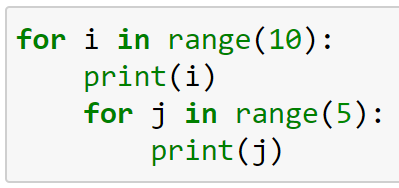 for i in range(10):
    print(i)
    for j in range(5):
        print(j)